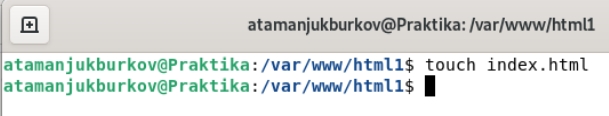 atamanjukburkov@Praktika: /var/www/html1
atamanjukburkov@Praktika:/var/www/html1$ touch index.html
atamanjukburkov@Praktika:/var/www/html1$